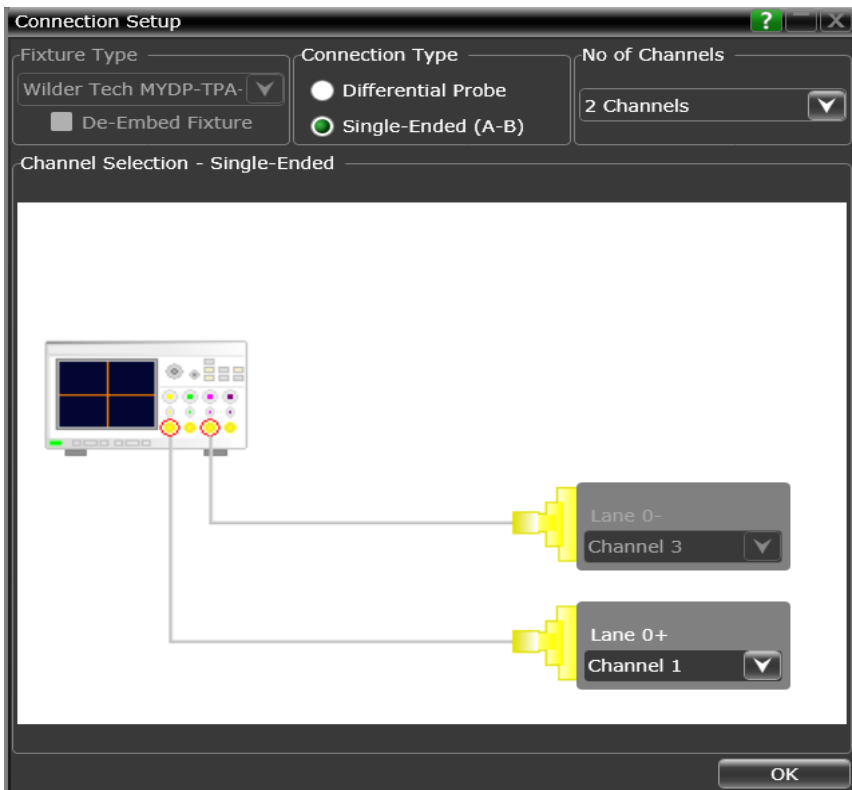 Connection Setup
?
X
Fixture Type
Wilder Tech MYDP-TPA-
De-Embed Fixture
Connection Type
Differential Probe
Single-Ended (A-B)
No of Channels
2 Channels
Channel Selection - Single-Ended
Lane 0-
Channel 3
Lane 0+
Channel 1
OK